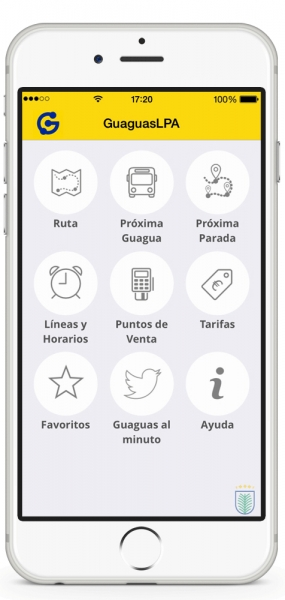 17:20
100%
GuaguasLPA
Ruta
Próxima
Guagua
Próxima
Parada
Líneas y
Horarios
Puntos de
Venta
Tarifas
Favoritos
Guaguas al
minuto
Ayuda